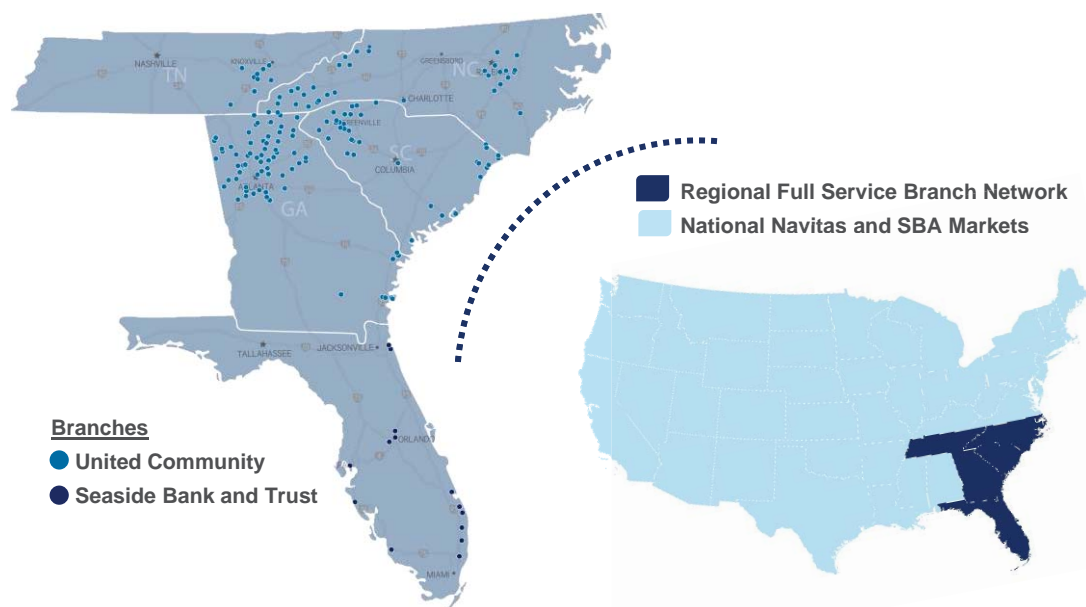 NASHVILLE
TN
KNOXVILLE
GREENSBORO
NC
CHARLOTTE
GREENVILLE
SC
COLUMBIA
ATLANTA
GA
TALLAHASSEE
JACKSONVILLE
ORLANDO
MIAMI
Branches
United Community
Seaside Bank and Trust
Regional Full Service Branch Network
National Navitas and SBA Markets